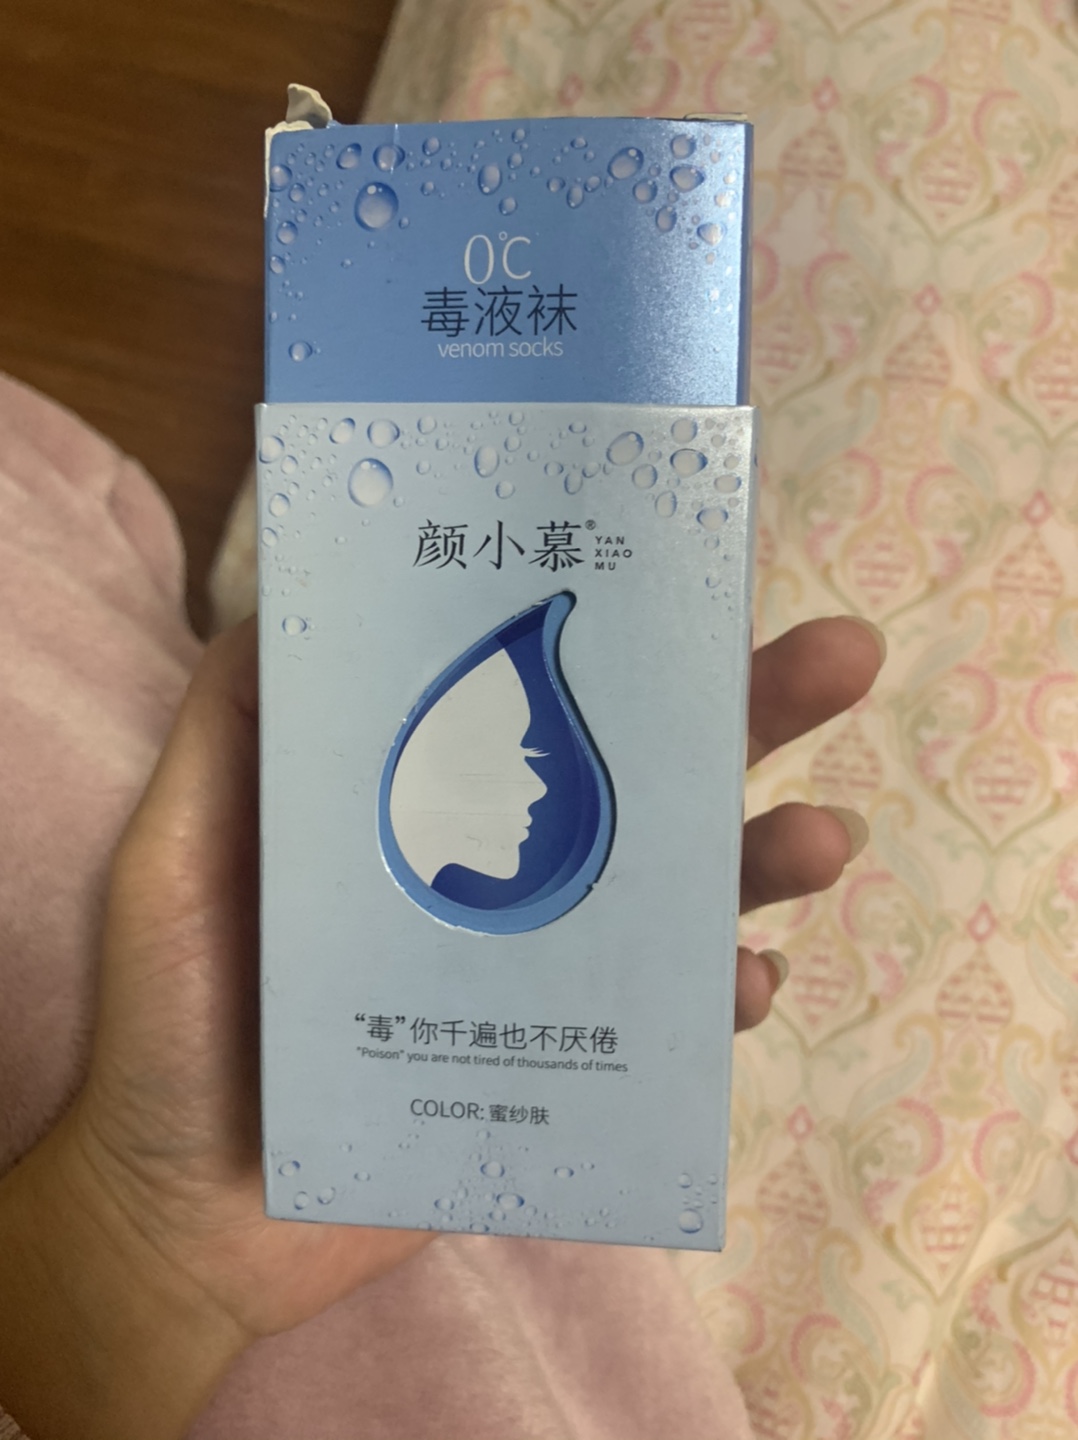 0℃
毒液袜
venom socks
颜小慕®
YAN
XIAO
MU
“毒”你千遍也不厌倦
"Poison" you are not tired of thousands of times
COLOR: 蜜纱肤